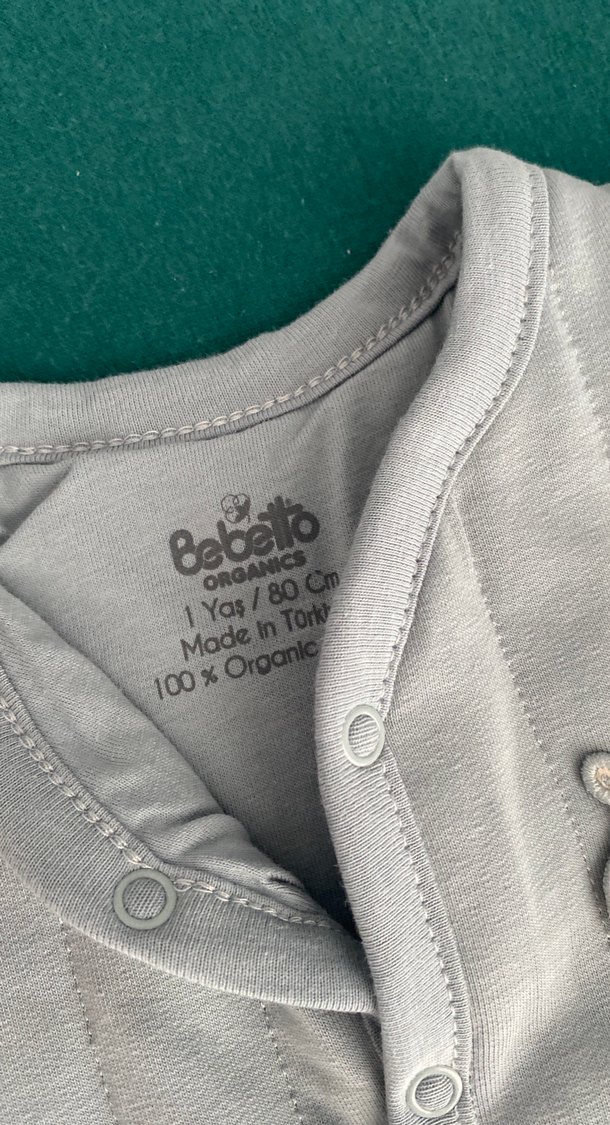 Bebetto
ORGANICS
1 Yaş / 80 Cm
Made in
100 % Organic